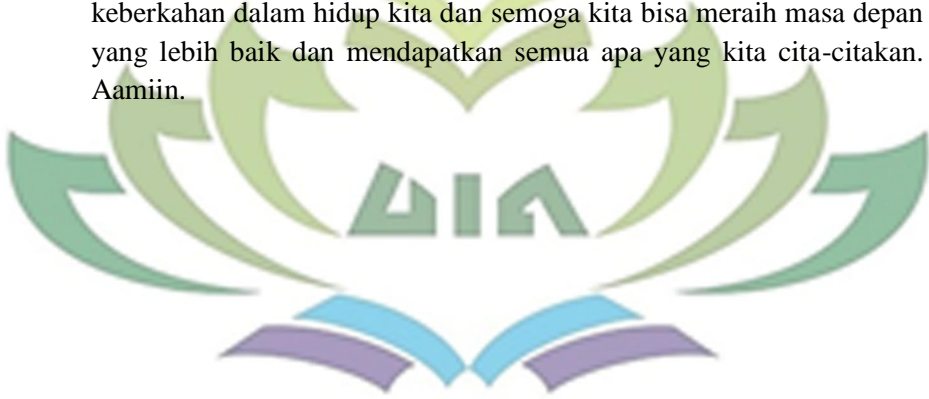 keberkahan dalam hidup kita dan semoga kita bisa meraih masa depan
yang lebih baik dan mendapatkan semua apa yang kita cita-citakan.
Aamiin.
UIN